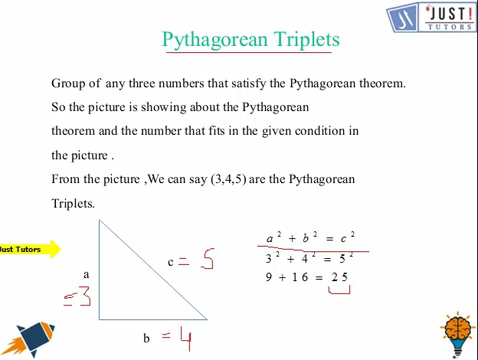 Pythagorean Triplets
'JUST!
TUTORS
Group of any three numbers that satisfy the Pythagorean theorem.
So the picture is showing about the Pythagorean
theorem and the number that fits in the given condition in
the picture .
From the picture ,We can say (3,4,5) are the Pythagorean
Triplets.
Just Tutors
a
= 3
c = 5
b = 4
a² + b² = c²
3² + 4² = 5²
9 + 16 = 25